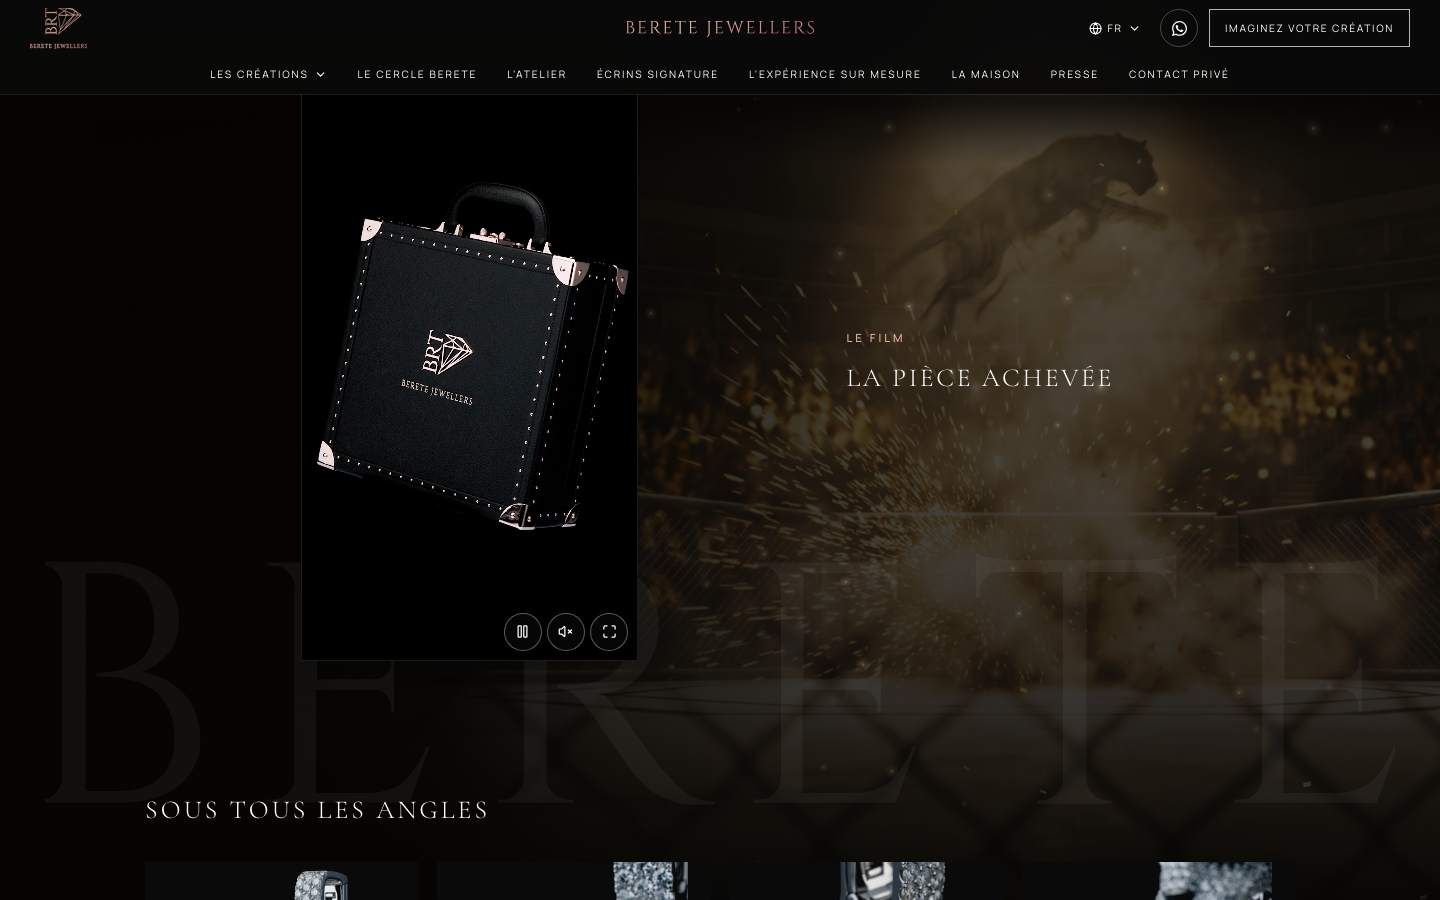 BRT
BERETE JEWELLERS
BERETE JEWELLERS
FR
IMAGINEZ VOTRE CRÉATION
LES CRÉATIONS
LE CERCLE BERETE
L'ATELIER
ÉCRINS SIGNATURE
L'EXPÉRIENCE SUR MESURE
LA MAISON
PRESSE
CONTACT PRIVÉ
BRT
BERETE JEWELLERS
LE FILM
LA PIÈCE ACHEVÉE
BERETE
SOUS TOUS LES ANGLES